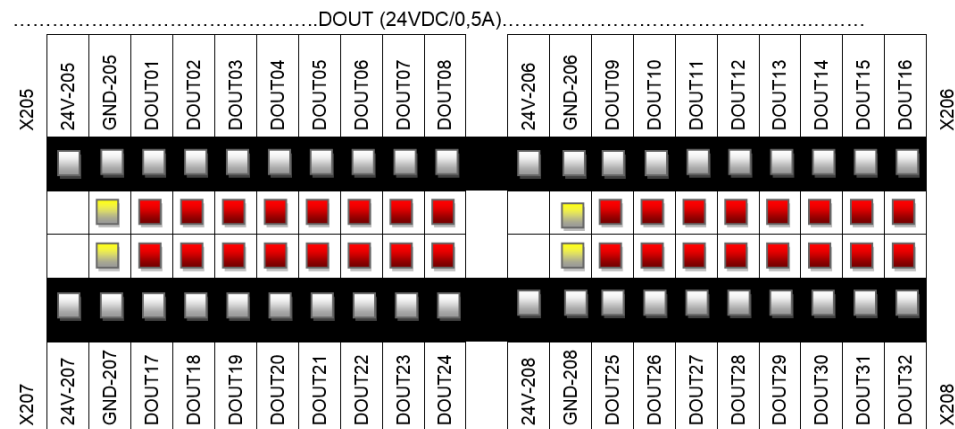 ……………………………………DOUT (24VDC/0,5A)……………………………………
X205
24V-205
GND-205
DOUT01
DOUT02
DOUT03
DOUT04
DOUT05
DOUT06
DOUT07
DOUT08
24V-206
GND-206
DOUT09
DOUT10
DOUT11
DOUT12
DOUT13
DOUT14
DOUT15
DOUT16
X206
X207
24V-207
GND-207
DOUT17
DOUT18
DOUT19
DOUT20
DOUT21
DOUT22
DOUT23
DOUT24
24V-208
GND-208
DOUT25
DOUT26
DOUT27
DOUT28
DOUT29
DOUT30
DOUT31
DOUT32
X208